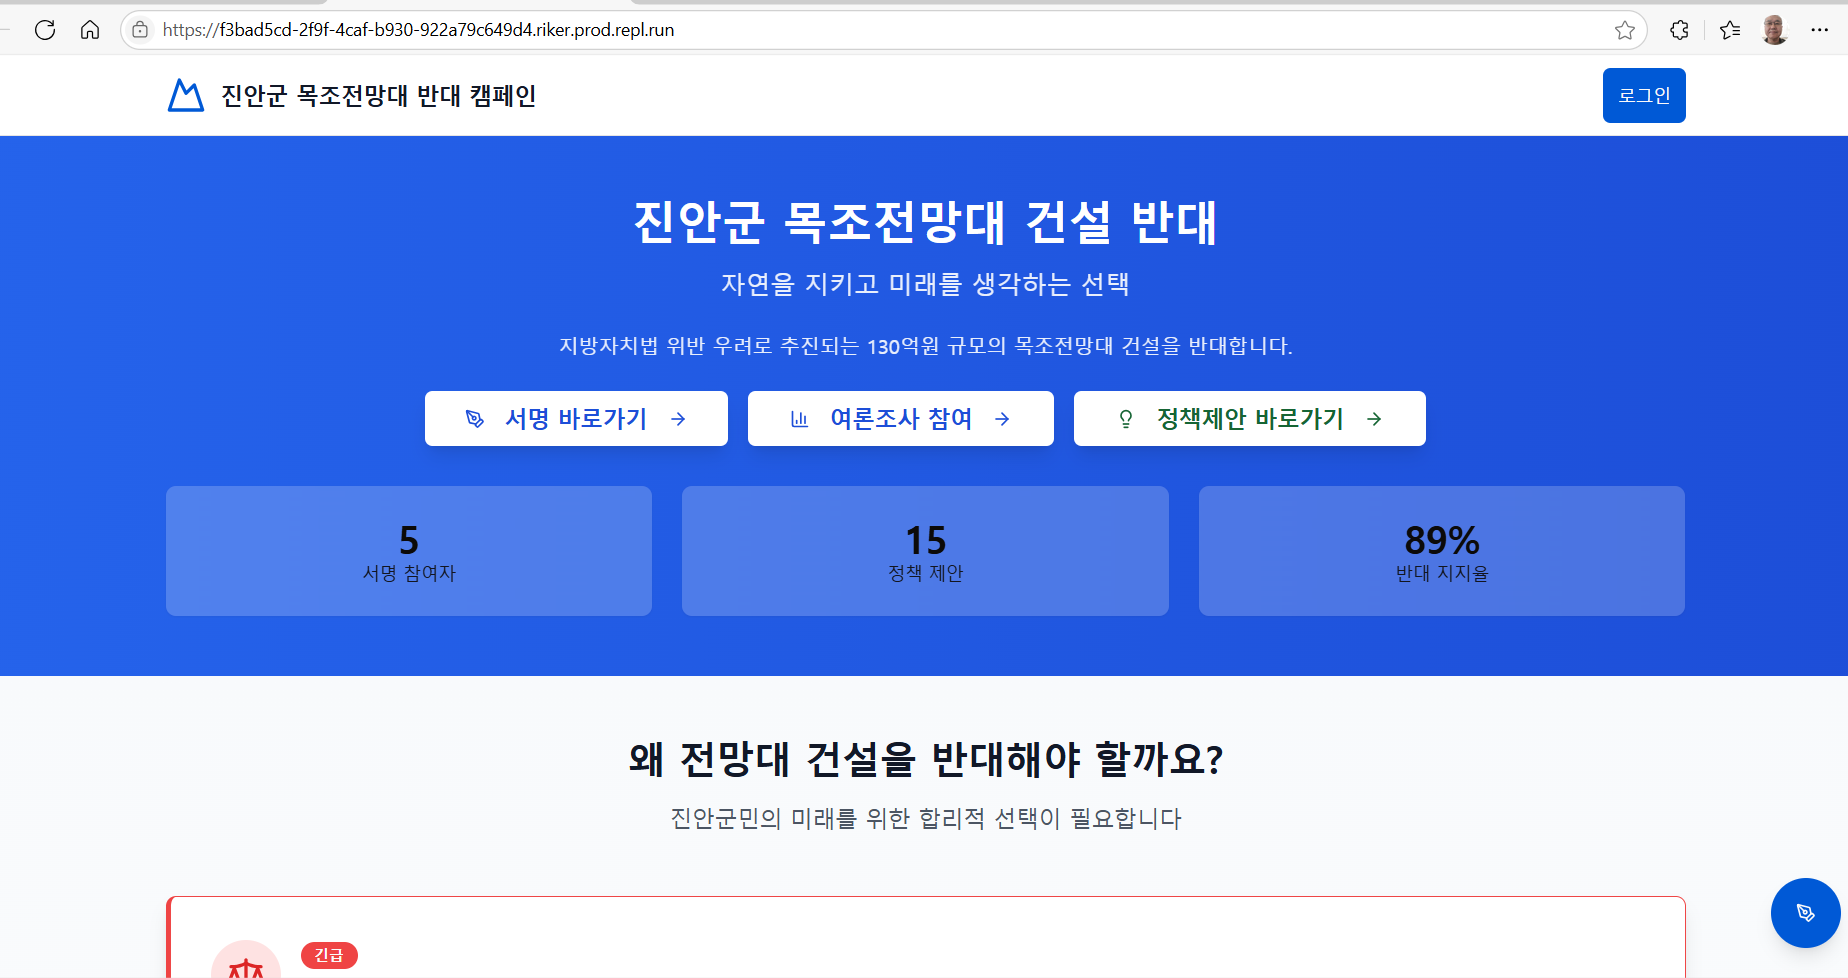 https://f3bad5cd-2f9f-4caf-b930-922a79c649d4.riker.prod.repl.run
진안군 목조전망대 반대 캠페인
로그인
진안군 목조전망대 건설 반대
자연을 지키고 미래를 생각하는 선택
지방자치법 위반 우려로 추진되는 130억원 규모의 목조전망대 건설을 반대합니다.
서명 바로가기
여론조사 참여
정책제안 바로가기
5
서명 참여자
15
정책 제안
89%
반대 지지율
왜 전망대 건설을 반대해야 할까요?
진안군민의 미래를 위한 합리적 선택이 필요합니다
긴급